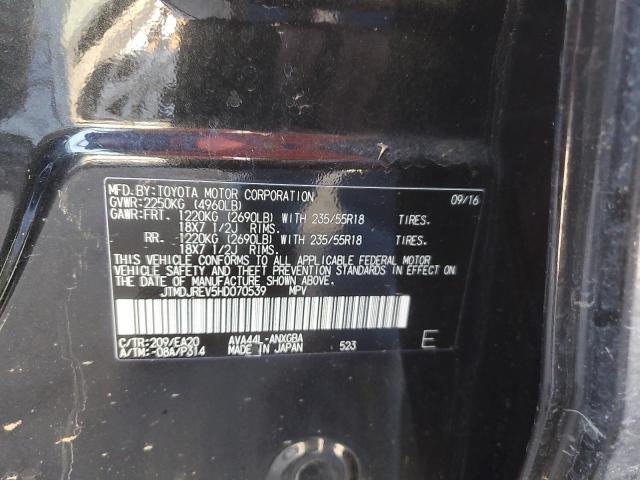 MFD.BY:TOYOTA MOTOR CORPORATION 09/16
GVWR:2250KG (4960LB)
GAWR:FRT. 1220KG (2690LB) WITH 235/55R18 TIRES.
18X7 1/2J RIMS.
RR. 1220KG (2690LB) WITH 235/55R18 TIRES.
18X7 1/2J RIMS.
THIS VEHICLE CONFORMS TO ALL APPLICABLE FEDERAL MOTOR
VEHICLE SAFETY AND THEFT PREVENTION STANDARDS IN EFFECT ON
THE DATE OF MANUFACTURE SHOWN ABOVE.
JTMDJREV5HD070539 MPV
C/TR:209/EA20 AVA44L-ANXGBA
A/TM:-08A/P314 MADE IN JAPAN 523 E